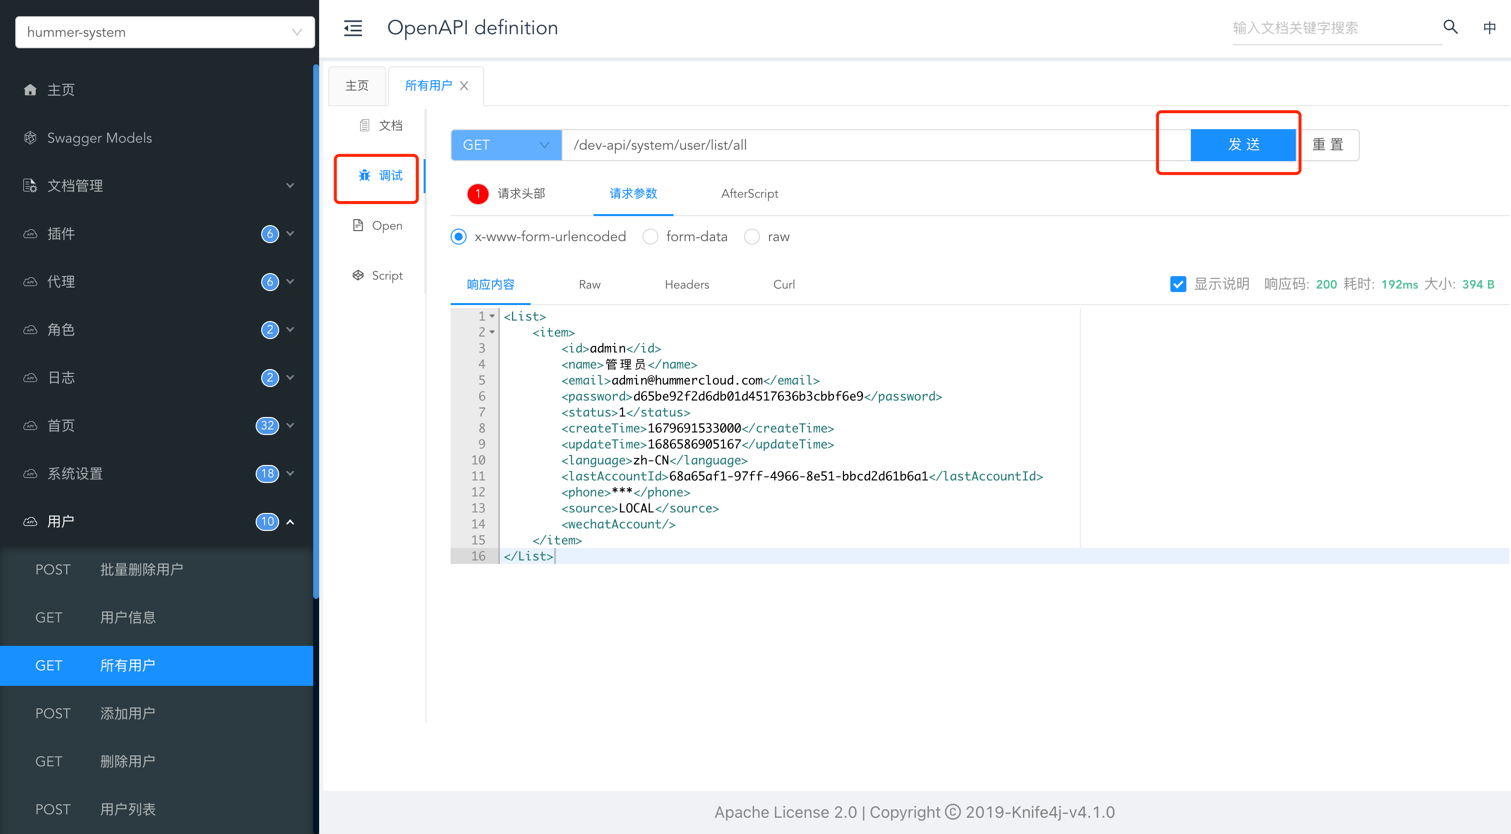 hummer-system
主页
Swagger Models
文档管理
插件 6
代理 6
角色 2
日志 2
首页 32
系统设置 18
用户 10
POST 批量删除用户
GET 用户信息
GET 所有用户
POST 添加用户
GET 删除用户
POST 用户列表
OpenAPI definition
输入文档关键字搜索
中
主页 所有用户
文档
调试
Open
Script
GET /dev-api/system/user/list/all 发 送 重 置
1 请求头部 请求参数 AfterScript
x-www-form-urlencoded form-data raw
响应内容 Raw Headers Curl 显示说明 响应码: 200 耗时: 192ms 大小: 394 B
1 <List>
2 <item>
3 <id>admin</id>
4 <name>管理员</name>
5 <email>admin@hummercloud.com</email>
6 <password>d65be92f2d6db01d4517636b3cbbf6e9</password>
7 <status>1</status>
8 <createTime>1679691533000</createTime>
9 <updateTime>1686586905167</updateTime>
10 <language>zh-CN</language>
11 <lastAccountId>68a65af1-97ff-4966-8e51-bbcd2d61b6a1</lastAccountId>
12 <phone>***</phone>
13 <source>LOCAL</source>
14 <wechatAccount/>
15 </item>
16 </List>
Apache License 2.0 | Copyright © 2019-Knife4j-v4.1.0